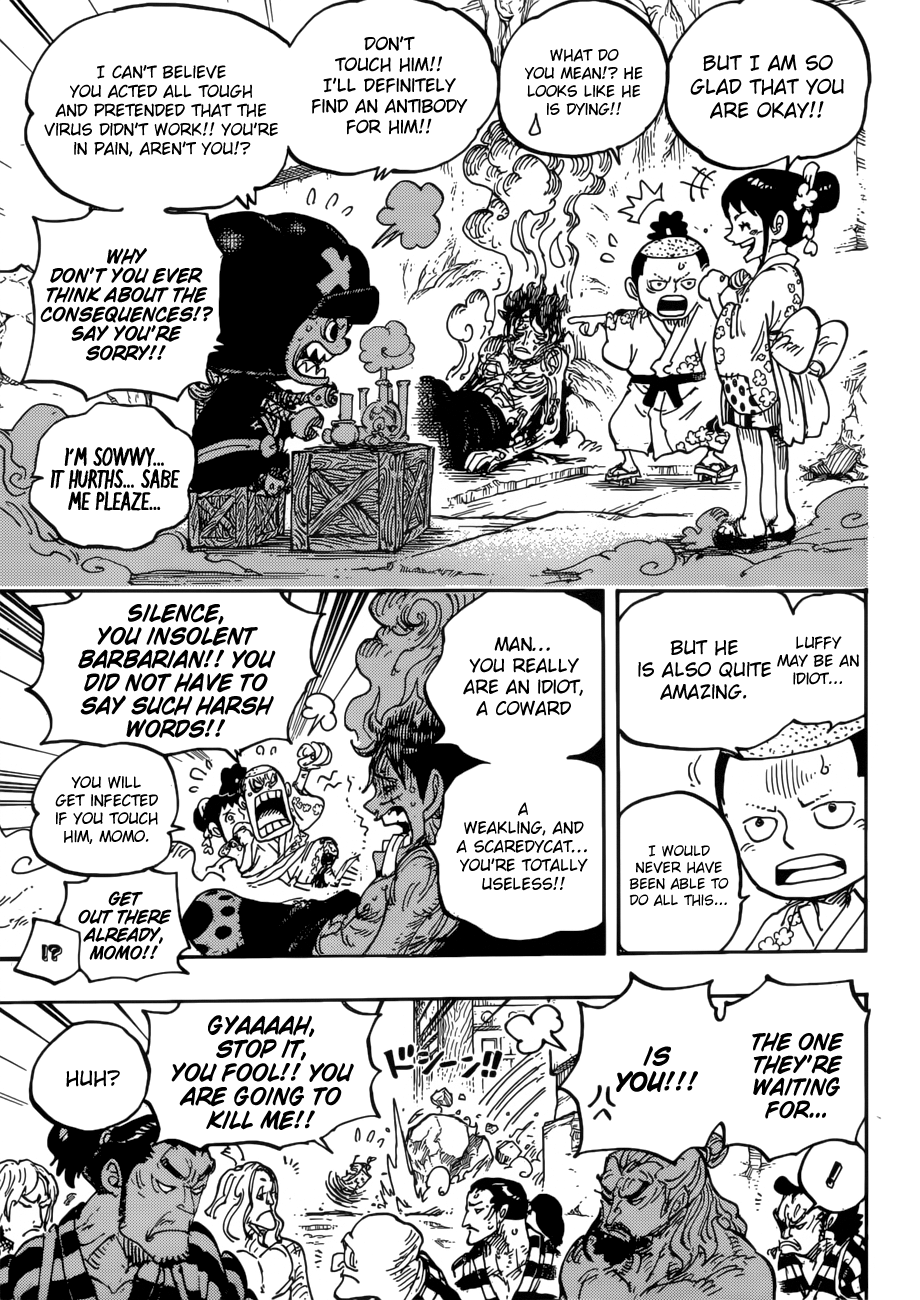 BUT I AM SO
GLAD THAT YOU
ARE OKAY!!
WHAT DO
YOU MEAN!? HE
LOOKS LIKE HE
IS DYING!!
DON'T
TOUCH HIM!!
I'LL DEFINITELY
FIND AN ANTIBODY
FOR HIM!!
I CAN'T BELIEVE
YOU ACTED ALL TOUGH
AND PRETENDED THAT THE
VIRUS DIDN'T WORK!! YOU'RE
IN PAIN, AREN'T YOU!?
WHY
DON'T YOU EVER
THINK ABOUT THE
CONSEQUENCES!?
SAY YOU'RE
SORRY!!
I'M SOWWY...
IT HURTHS... SABE
ME PLEAZE...
LUFFY
MAY BE AN
IDIOT...
BUT HE
IS ALSO QUITE
AMAZING.
I WOULD
NEVER HAVE
BEEN ABLE TO
DO ALL THIS...
MAN...
YOU REALLY
ARE AN IDIOT,
A COWARD
A
WEAKLING, AND
A SCAREDYCAT...
YOU'RE TOTALLY
USELESS!!
SILENCE,
YOU INSOLENT
BARBARIAN!! YOU
DID NOT HAVE TO
SAY SUCH HARSH
WORDS!!
YOU WILL
GET INFECTED
IF YOU TOUCH
HIM, MOMO.
GET
OUT THERE
ALREADY,
MOMO!!
!?
THE ONE
THEY'RE
WAITING
FOR...
IS
YOU!!!
!
ドシーン!!
GYAAAAH,
STOP IT,
YOU FOOL!! YOU
ARE GOING TO
KILL ME!!
HUH?